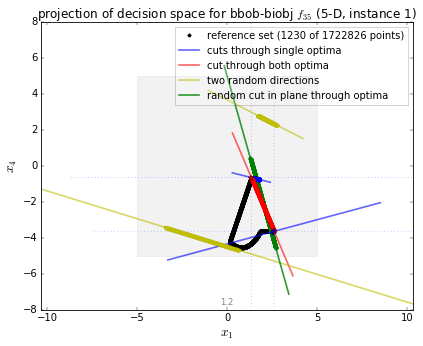 projection of decision space for bbob-biobj f₃₅ (5-D, instance 1)
reference set (1230 of 1722826 points)
cuts through single optima
cut through both optima
two random directions
random cut in plane through optima
8
6
4
2
0
−2
−4
−6
−8
x₄
1.2
−10
−5
0
5
10
x₁